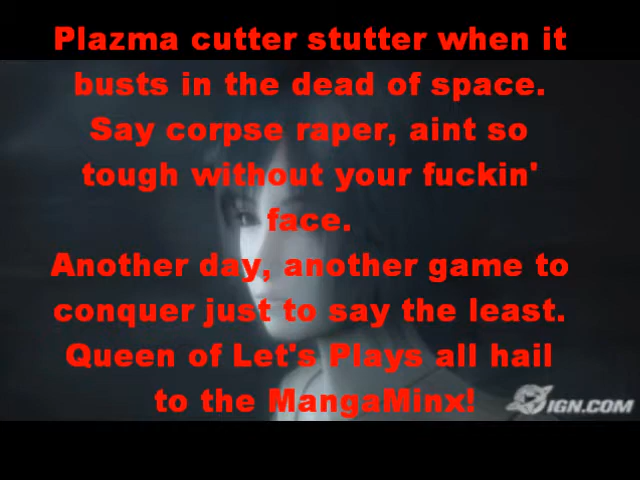 Plazma cutter stutter when it
busts in the dead of space.
Say corpse raper, aint so
tough without your fuckin'
face.
Another day, another game to
conquer just to say the least.
Queen of Let's Plays all hail
to the MangaMinx!
IGN.COM